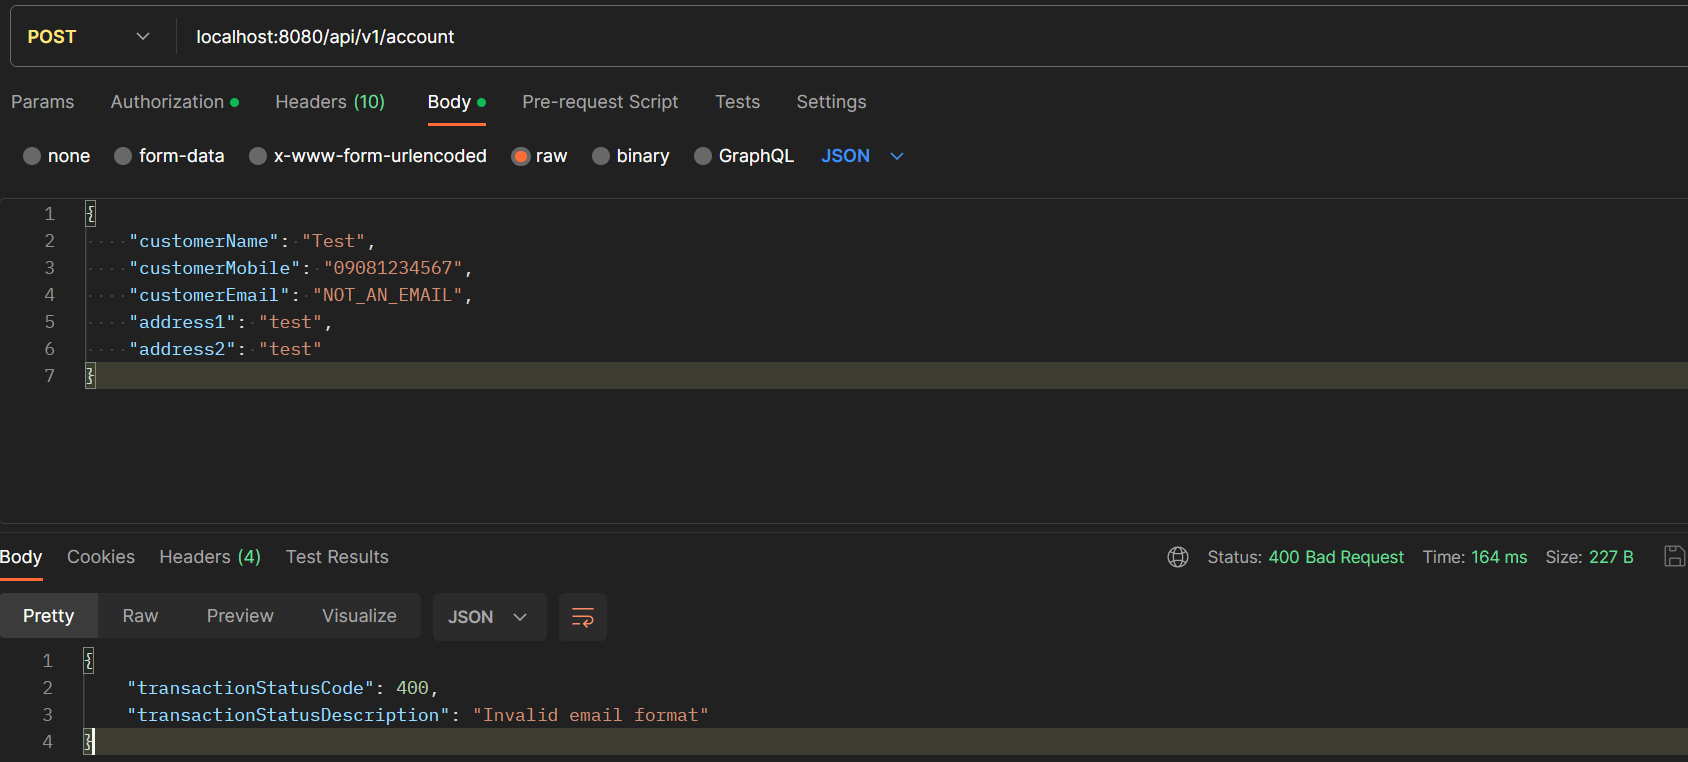 POST localhost:8080/api/v1/account
Params Authorization Headers (10) Body Pre-request Script Tests Settings
none form-data x-www-form-urlencoded raw binary GraphQL JSON
1 {
2 "customerName": "Test",
3 "customerMobile": "09081234567",
4 "customerEmail": "NOT_AN_EMAIL",
5 "address1": "test",
6 "address2": "test"
7 }
Body Cookies Headers (4) Test Results Status: 400 Bad Request Time: 164 ms Size: 227 B
Pretty Raw Preview Visualize JSON
1 {
2 "transactionStatusCode": 400,
3 "transactionStatusDescription": "Invalid email format"
4 }